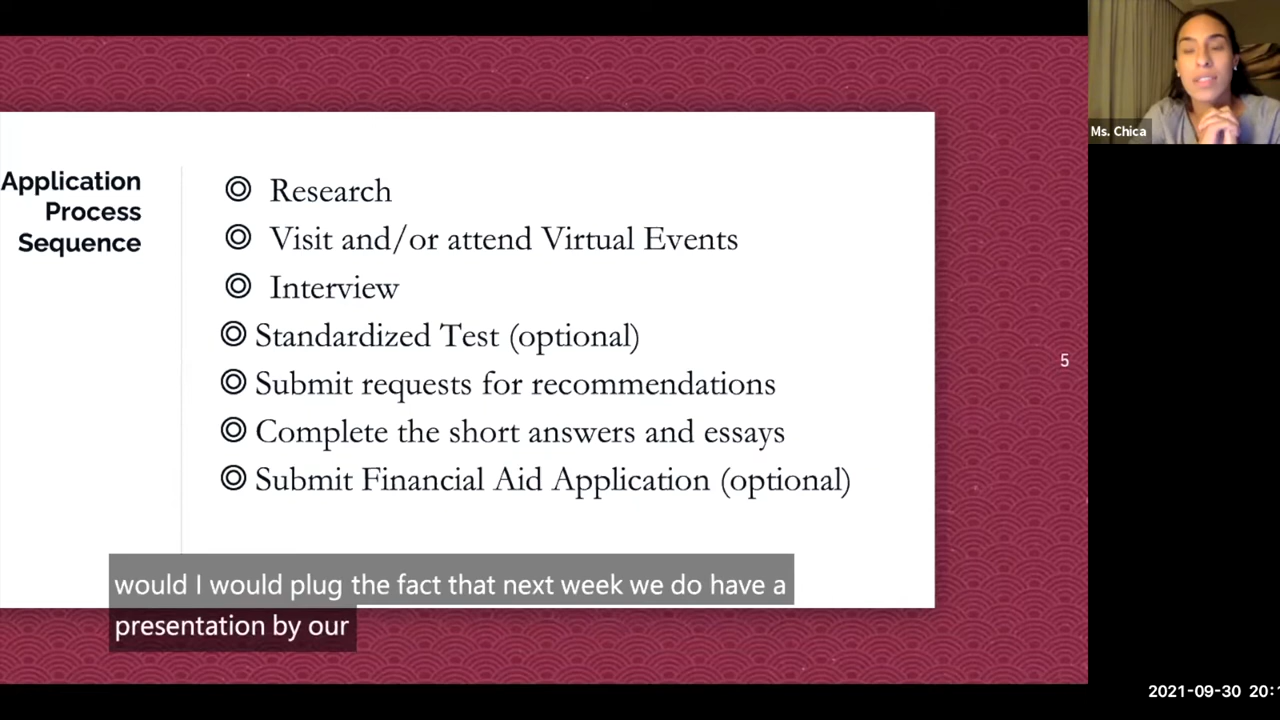 Application
Process
Sequence
Research
Visit and/or attend Virtual Events
Interview
Standardized Test (optional)
Submit requests for recommendations
Complete the short answers and essays
Submit Financial Aid Application (optional)
5
would I would plug the fact that next week we do have a
presentation by our
Ms. Chica
2021-09-30 20: